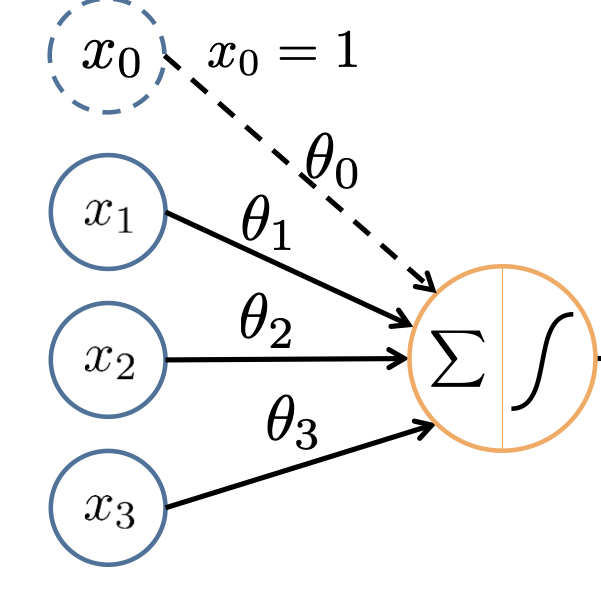 x₀ x₀ = 1
θ₀
x₁ θ₁
x₂ θ₂
∑ ∫
x₃ θ₃